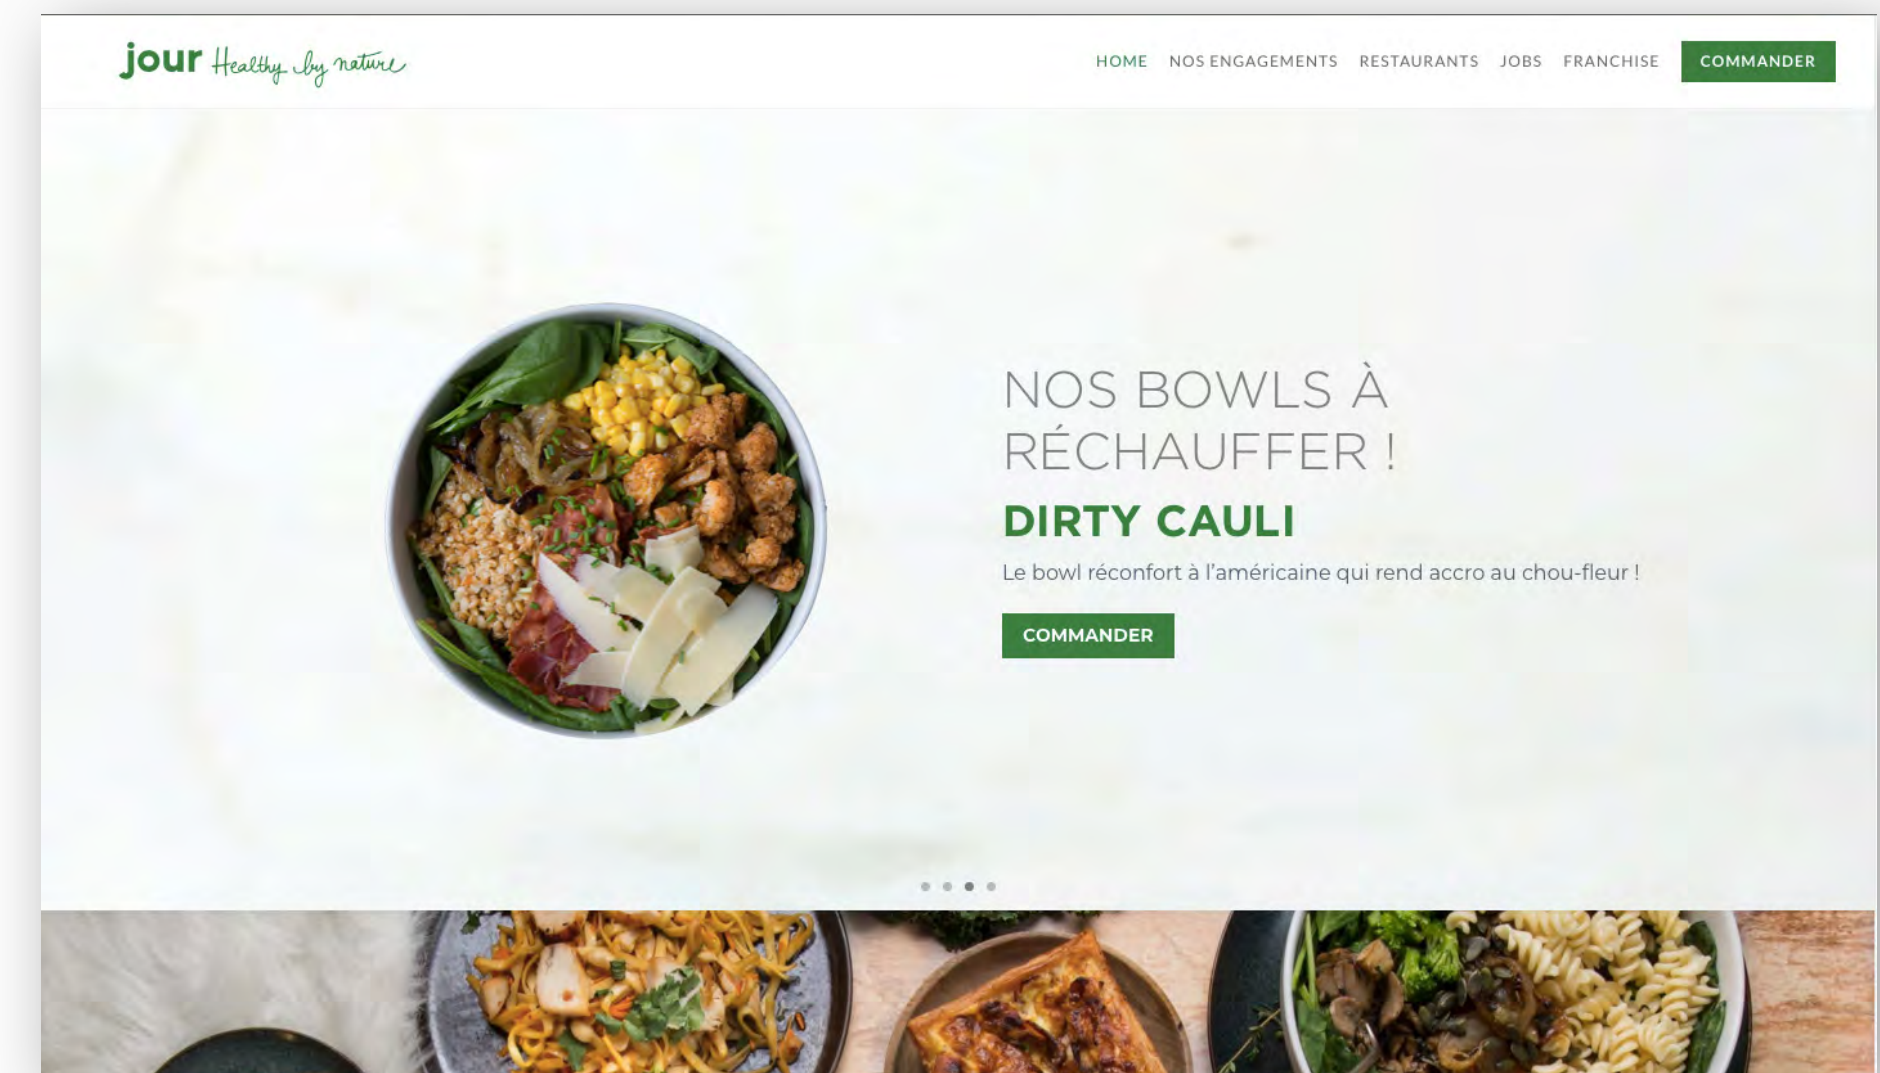 jour Healthy by nature
HOME NOS ENGAGEMENTS RESTAURANTS JOBS FRANCHISE COMMANDER
NOS BOWLS À
RÉCHAUFFER !
DIRTY CAULI
Le bowl réconfort à l'américaine qui rend accro au chou-fleur !
COMMANDER